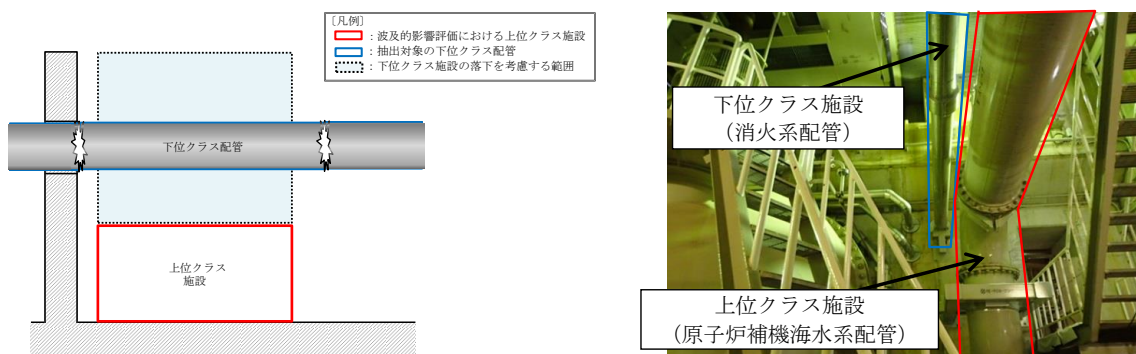 〔凡例〕
：波及的影響評価における上位クラス施設
：抽出対象の下位クラス配管
：下位クラス施設の落下を考慮する範囲
下位クラス配管
上位クラス
施設
下位クラス施設
（消火系配管）
上位クラス施設
（原子炉補機海水系配管）